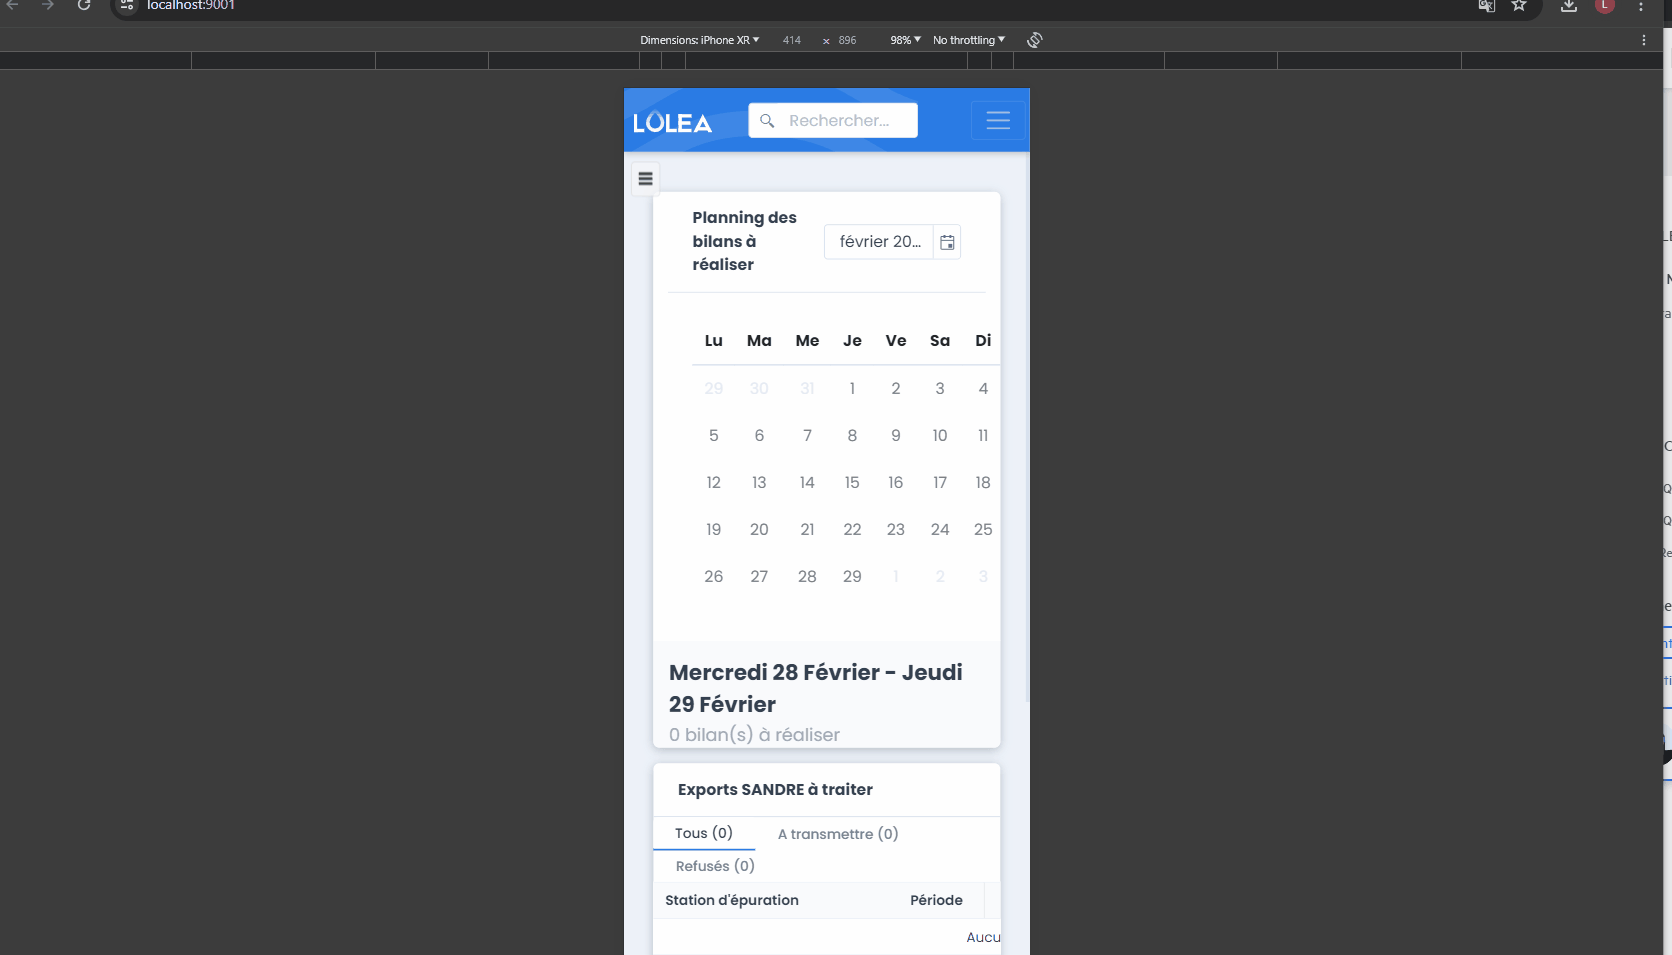 localhost:9001
L
Dimensions: iPhone XR 414 × 896 98% No throttling
LOLEA Rechercher...
Planning des
bilans à
réaliser
février 20...
Lu Ma Me Je Ve Sa Di
29 30 31 1 2 3 4
5 6 7 8 9 10 11
12 13 14 15 16 17 18
19 20 21 22 23 24 25
26 27 28 29 1 2 3
Mercredi 28 Février - Jeudi
29 Février
0 bilan(s) à réaliser
Exports SANDRE à traiter
Tous (0) A transmettre (0)
Refusés (0)
Station d'épuration Période
Aucu